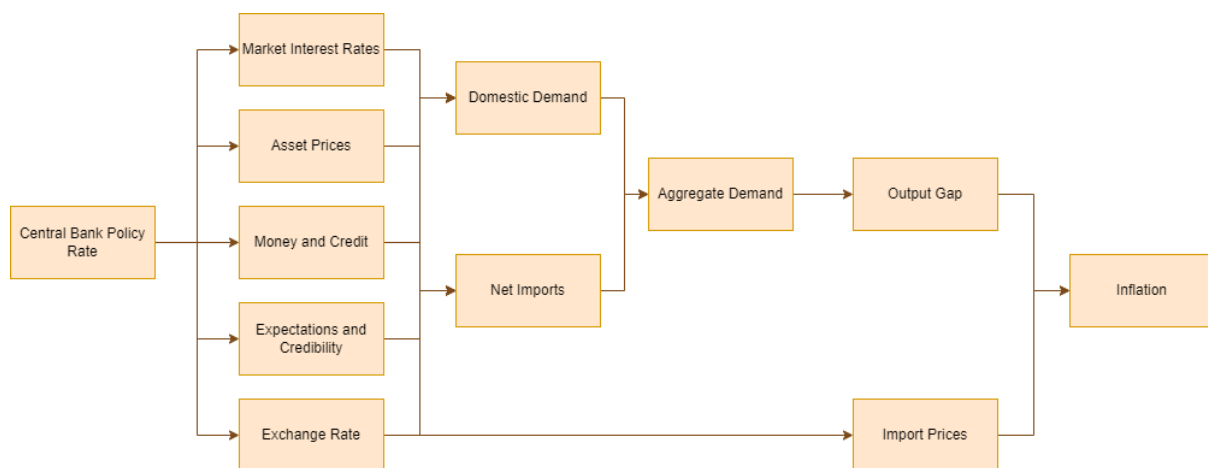 Market Interest Rates
Domestic Demand
Asset Prices
Aggregate Demand
Output Gap
Central Bank Policy
Rate
Money and Credit
Net Imports
Inflation
Expectations and
Credibility
Exchange Rate
Import Prices